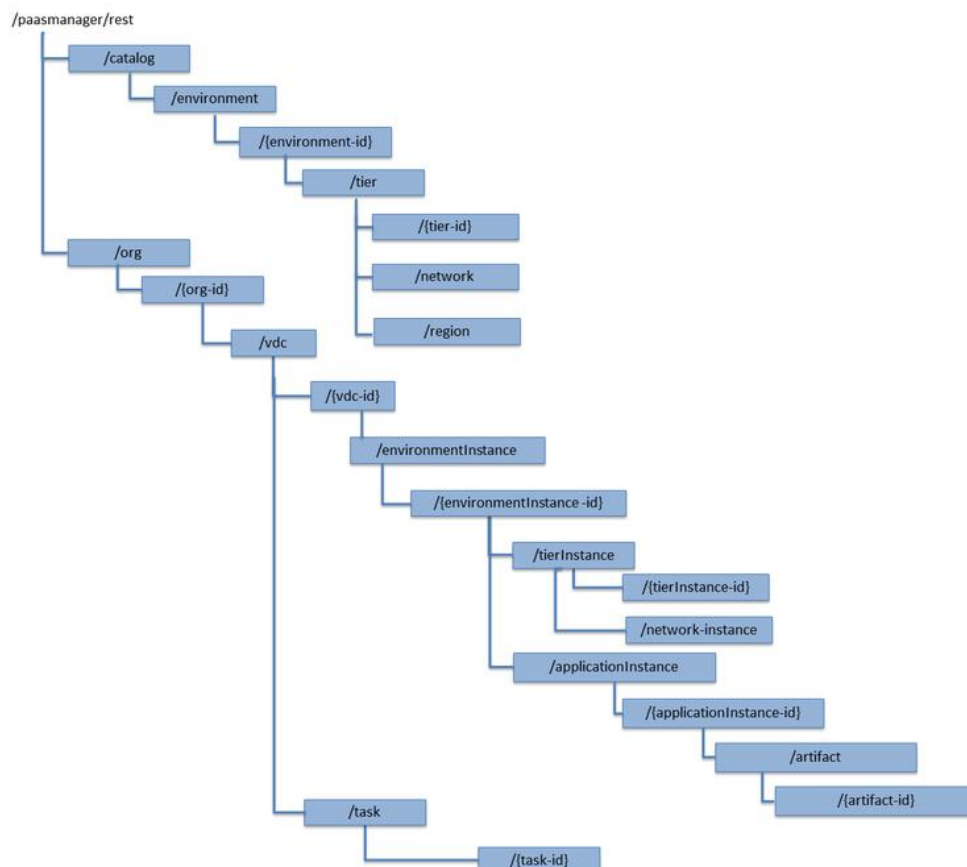 /paasmanager/rest
/catalog
/environment
/{environment-id}
/tier
/{tier-id}
/network
/region
/org
/{org-id}
/vdc
/{vdc-id}
/environmentInstance
/{environmentInstance-id}
/tierInstance
/{tierInstance-id}
/network-instance
/applicationInstance
/{applicationInstance-id}
/artifact
/{artifact-id}
/task
/{task-id}